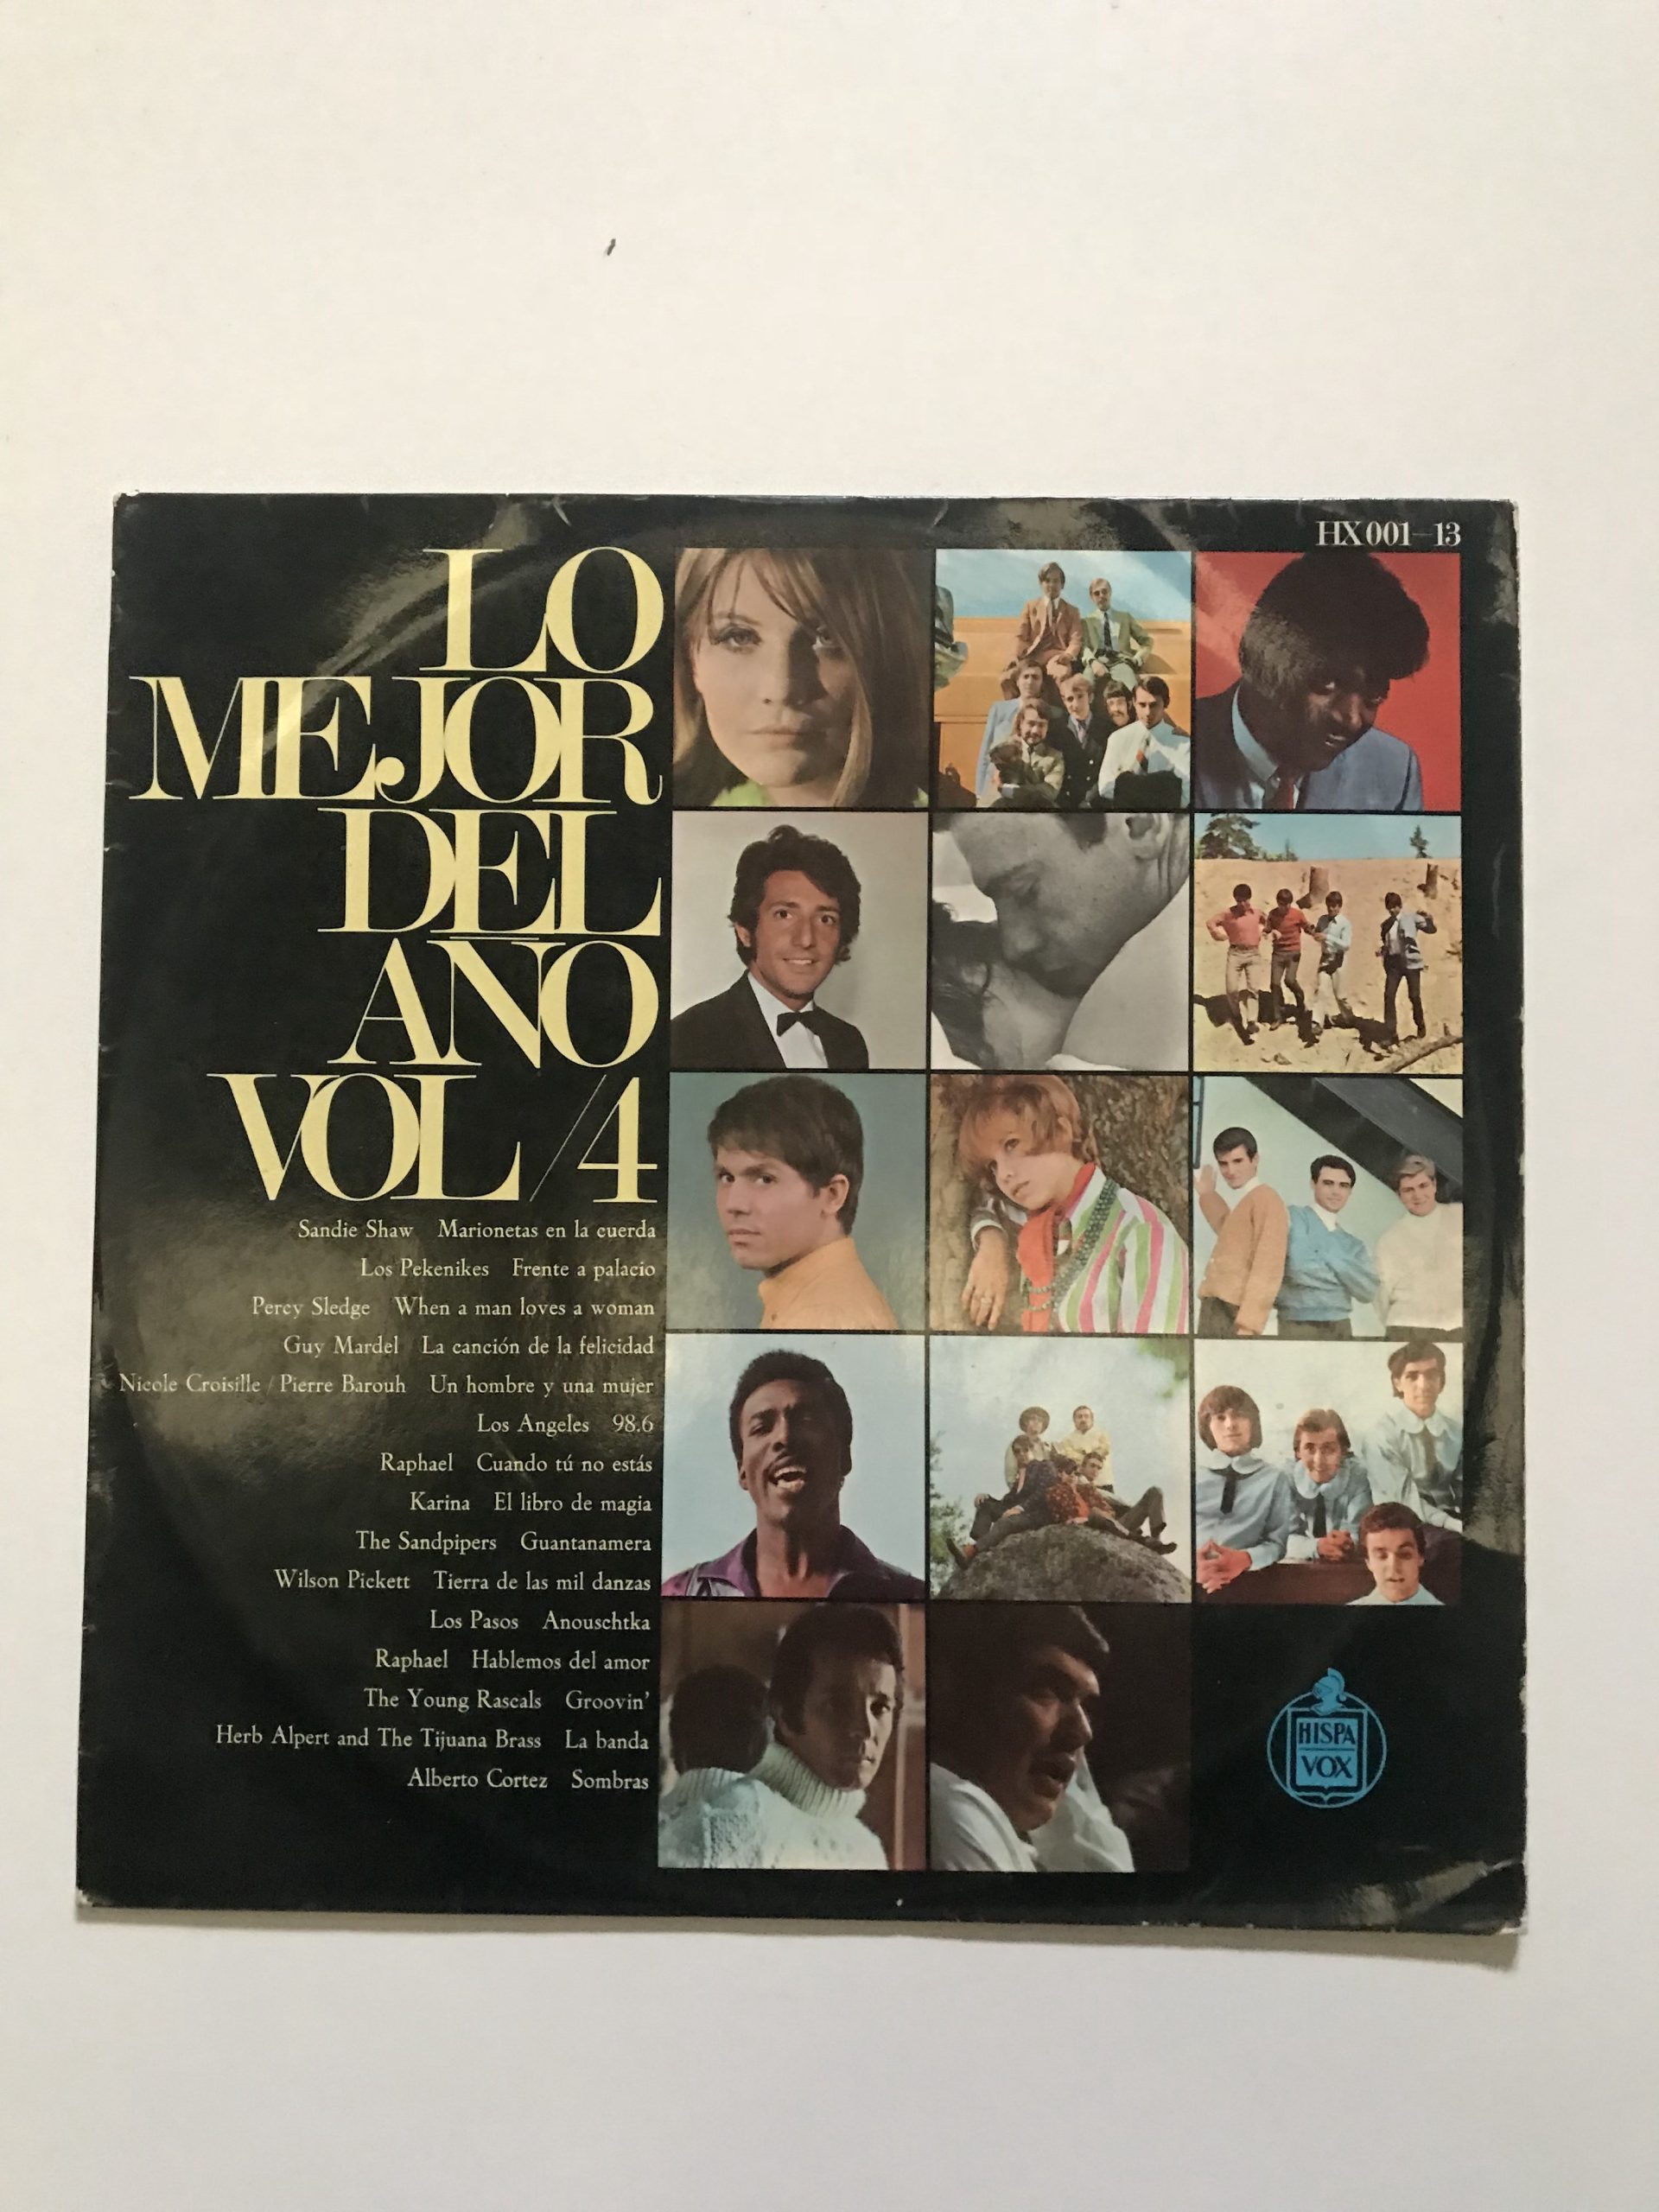 HX 001-13
LO
MEJOR
DEL
AÑO
VOL/4
Sandie Shaw Marionetas en la cuerda
Los Pekenikes Frente a palacio
Percy Sledge When a man loves a woman
Guy Mardel La canción de la felicidad
Nicole Croisille / Pierre Barouh Un hombre y una mujer
Los Angeles 98.6
Raphael Cuando tú no estás
Karina El libro de magia
The Sandpipers Guantanamera
Wilson Pickett Tierra de las mil danzas
Los Pasos Anouschtka
Raphael Hablemos del amor
The Young Rascals Groovin'
Herb Alpert and The Tijuana Brass La banda
Alberto Cortez Sombras
HISPA
VOX